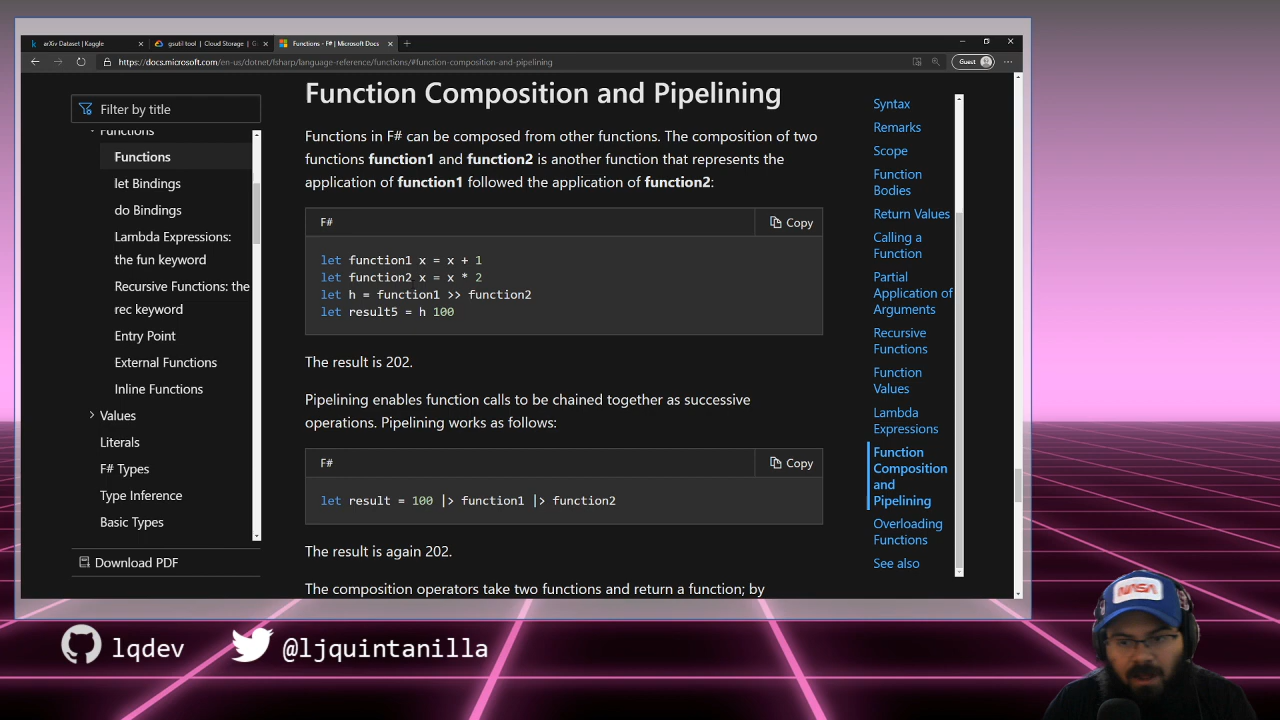 arXiv Dataset | Kaggle
gsutil tool | Cloud Storage | G
Functions - F# | Microsoft Docs
https://docs.microsoft.com/en-us/dotnet/fsharp/language-reference/functions/#function-composition-and-pipelining
Guest
Filter by title
Functions
Functions
let Bindings
do Bindings
Lambda Expressions:
the fun keyword
Recursive Functions: the
rec keyword
Entry Point
External Functions
Inline Functions
Values
Literals
F# Types
Type Inference
Basic Types
Download PDF
Function Composition and Pipelining
Functions in F# can be composed from other functions. The composition of two
functions function1 and function2 is another function that represents the
application of function1 followed the application of function2:
F#
Copy
let function1 x = x + 1
let function2 x = x * 2
let h = function1 >> function2
let result5 = h 100
The result is 202.
Pipelining enables function calls to be chained together as successive
operations. Pipelining works as follows:
F#
Copy
let result = 100 |> function1 |> function2
The result is again 202.
The composition operators take two functions and return a function; by
Syntax
Remarks
Scope
Function
Bodies
Return Values
Calling a
Function
Partial
Application of
Arguments
Recursive
Functions
Function
Values
Lambda
Expressions
Function
Composition
and
Pipelining
Overloading
Functions
See also
lqdev
@ljquintanilla
NASA